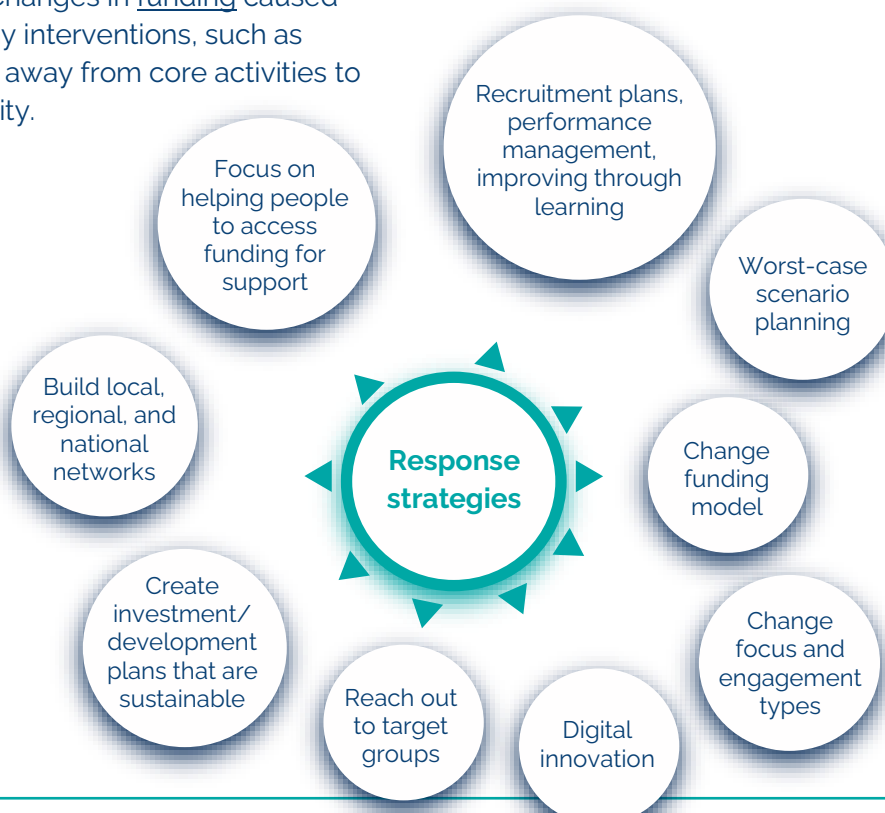 changes in funding caused
y interventions, such as
away from core activities to
ity.
Recruitment plans,
performance
management,
improving through
learning
Focus on
helping people
to access
funding for
support
Worst-case
scenario
planning
Build local,
regional, and
national
networks
Response
strategies
Change
funding
model
Create
investment/
development
plans that are
sustainable
Change
focus and
engagement
types
Reach out
to target
groups
Digital
innovation